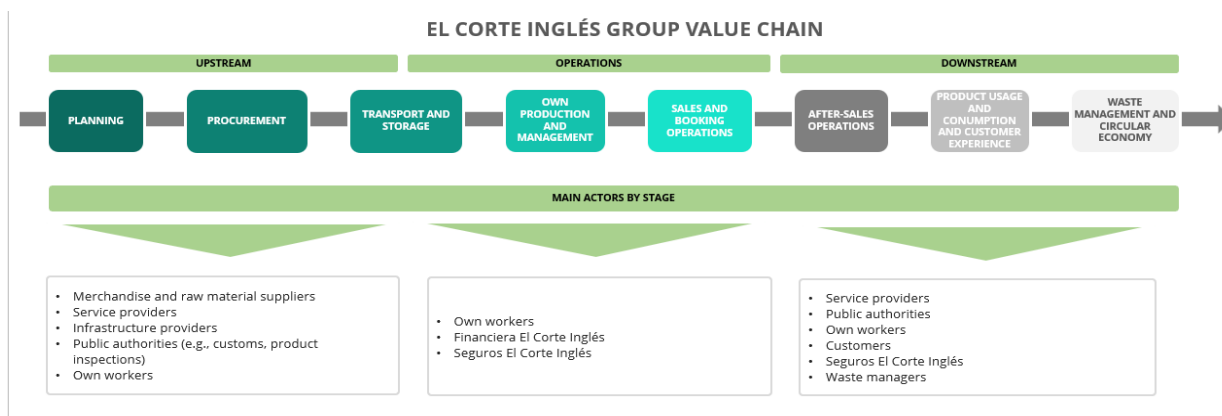 EL CORTE INGLÉS GROUP VALUE CHAIN
UPSTREAM
OPERATIONS
DOWNSTREAM
PLANNING
PROCUREMENT
TRANSPORT AND
STORAGE
OWN
PRODUCTION
AND
MANAGEMENT
SALES AND
BOOKING
OPERATIONS
AFTER-SALES
OPERATIONS
PRODUCT USAGE
AND
CONUMPTION
AND CUSTOMER
EXPERIENCE
WASTE
MANAGEMENT AND
CIRCULAR
ECONOMY
MAIN ACTORS BY STAGE
• Merchandise and raw material suppliers
• Service providers
• Infrastructure providers
• Public authorities (e.g., customs, product
inspections)
• Own workers
• Own workers
• Financiera El Corte Inglés
• Seguros El Corte Inglés
• Service providers
• Public authorities
• Own workers
• Customers
• Seguros El Corte Inglés
• Waste managers